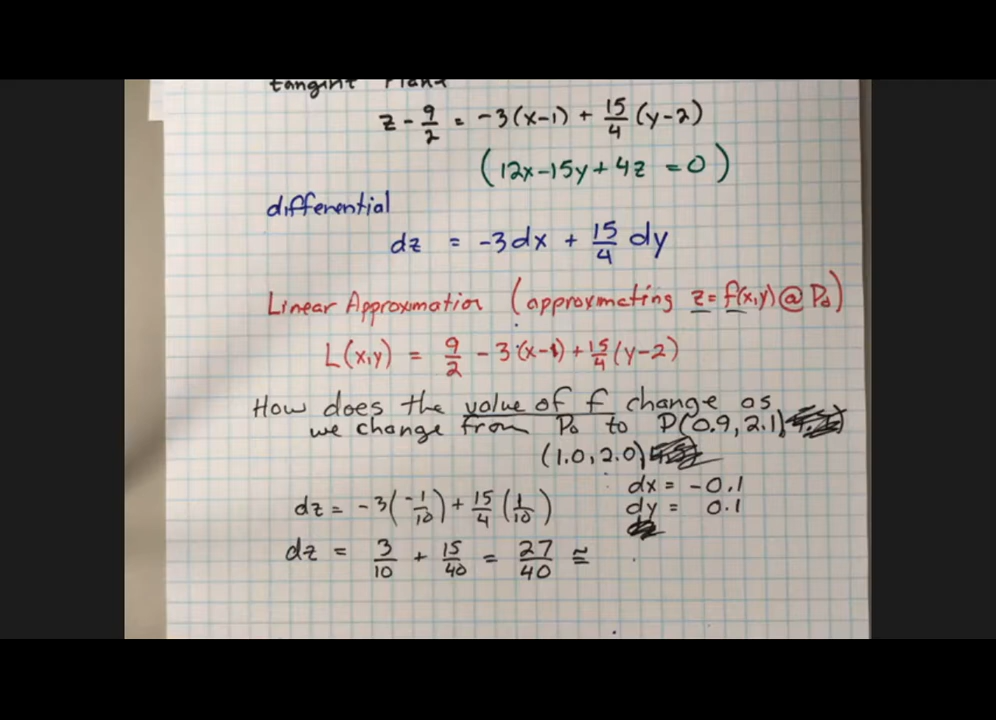 tangint Plane
z - 9/2 = -3(x-1) + 15/4 (y-2)
(12x-15y+4z = 0)
differential
dz = -3dx + 15/4 dy
Linear Approximation (approximating z = f(x,y) @ P₀)
L(x,y) = 9/2 - 3(x-1) + 15/4 (y-2)
How does the value of f change as
we change from P₀ to P(0.9, 2.1)
(1.0, 2.0)
dx = -0.1
dz = -3(-1/10) + 15/4 (1/10)
dy = 0.1
dz = 3/10 + 15/40 = 27/40 ≅